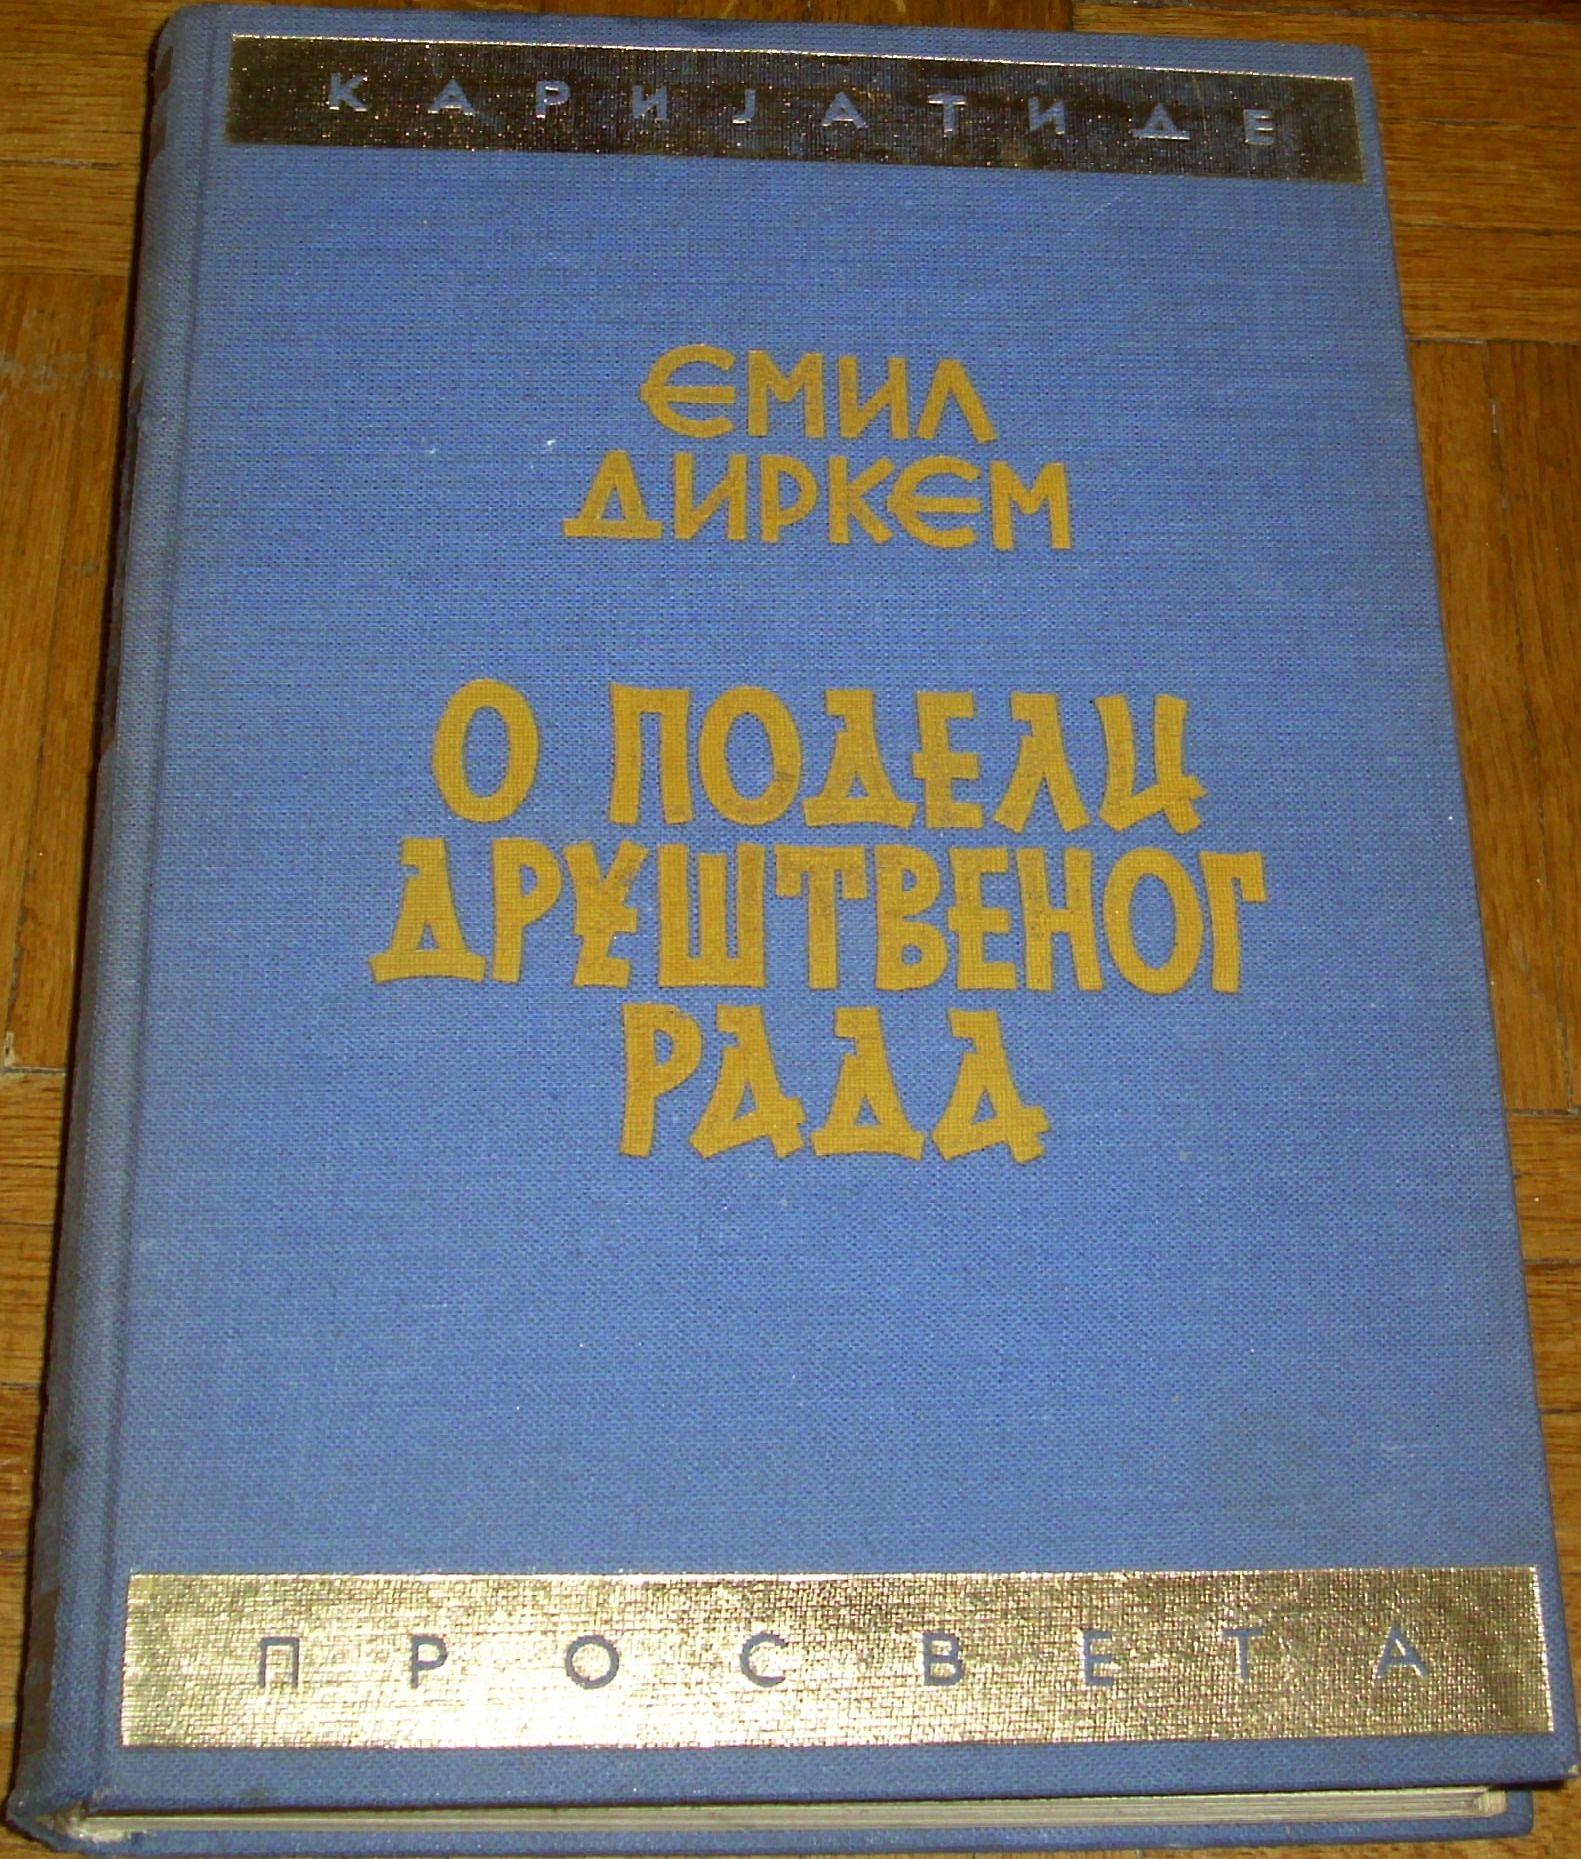 КАРИЈАТИДЕ
ЕМИЛ
ДИРКЕМ
О ПОДЕЛИ
ДРУШТВЕНОГ
РАДА
ПРОСВЕТА